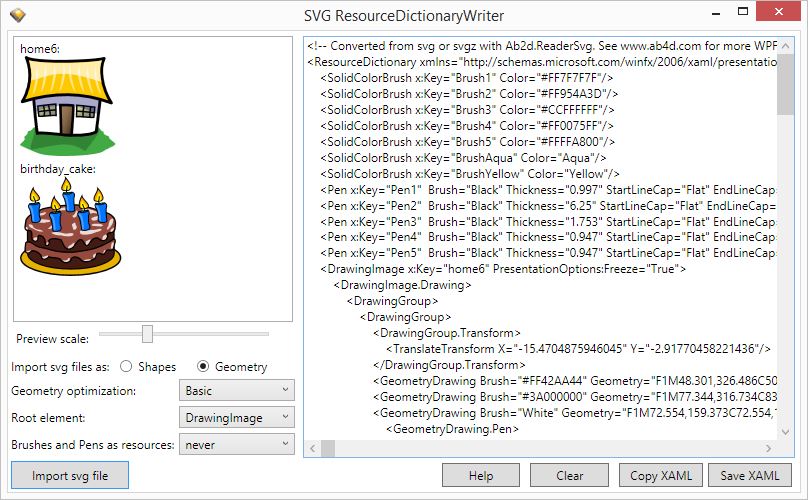 SVG ResourceDictionaryWriter
home6:
birthday_cake:
Preview scale:
Import svg files as: Shapes Geometry
Geometry optimization: Basic
Root element: DrawingImage
Brushes and Pens as resources: never
Import svg file
<!-- Converted from svg or svgz with Ab2d.ReaderSvg. See www.ab4d.com for more WPF
<ResourceDictionary xmlns="http://schemas.microsoft.com/winfx/2006/xaml/presentation
<SolidColorBrush x:Key="Brush1" Color="#FF7F7F7F"/>
<SolidColorBrush x:Key="Brush2" Color="#FF954A3D"/>
<SolidColorBrush x:Key="Brush3" Color="#CCFFFFFF"/>
<SolidColorBrush x:Key="Brush4" Color="#FF0075FF"/>
<SolidColorBrush x:Key="Brush5" Color="#FFFFA800"/>
<SolidColorBrush x:Key="BrushAqua" Color="Aqua"/>
<SolidColorBrush x:Key="BrushYellow" Color="Yellow"/>
<Pen x:Key="Pen1" Brush="Black" Thickness="0.997" StartLineCap="Flat" EndLineCap=
<Pen x:Key="Pen2" Brush="Black" Thickness="6.25" StartLineCap="Flat" EndLineCap=
<Pen x:Key="Pen3" Brush="Black" Thickness="1.753" StartLineCap="Flat" EndLineCap=
<Pen x:Key="Pen4" Brush="Black" Thickness="0.947" StartLineCap="Flat" EndLineCap=
<Pen x:Key="Pen5" Brush="Black" Thickness="0.947" StartLineCap="Flat" EndLineCap=
<DrawingImage x:Key="home6" PresentationOptions:Freeze="True">
<DrawingImage.Drawing>
<DrawingGroup>
<DrawingGroup>
<DrawingGroup.Transform>
<TranslateTransform X="-15.4704875946045" Y="-2.91770458221436"/>
</DrawingGroup.Transform>
<GeometryDrawing Brush="#FF42AA44" Geometry="F1M48.301,326.486C50
<GeometryDrawing Brush="#3A000000" Geometry="F1M77.344,316.734C83
<GeometryDrawing Brush="White" Geometry="F1M72.554,159.373C72.554,1
<GeometryDrawing.Pen>
Help Clear Copy XAML Save XAML